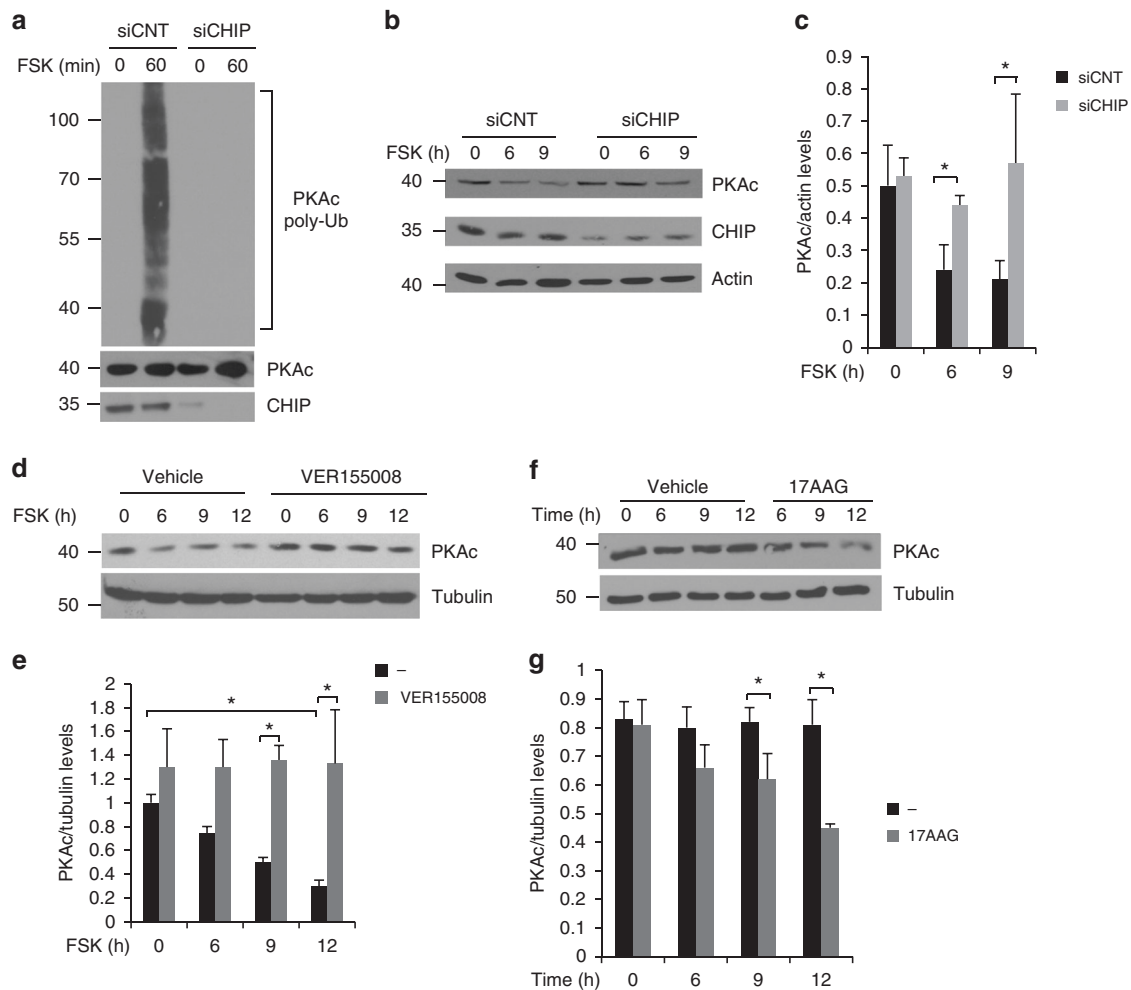 a
siCNT siCHIP
FSK (min) 0 60 0 60
100
70
55
40
PKAc
poly-Ub
40 PKAc
35 CHIP
b
siCNT siCHIP
FSK (h) 0 6 9 0 6 9
40 PKAc
35 CHIP
40 Actin
c
PKAc/actin levels
0.9
0.8
0.7
0.6
0.5
0.4
0.3
0.2
0.1
0
* *
siCNT
siCHIP
FSK (h) 0 6 9
d
Vehicle VER155008
FSK (h) 0 6 9 12 0 6 9 12
40 PKAc
50 Tubulin
f
Vehicle 17AAG
Time (h) 0 6 9 12 6 9 12
40 PKAc
50 Tubulin
e
PKAc/tubulin levels
2
1.8
1.6
1.4
1.2
1
0.8
0.6
0.4
0.2
0
* * *
–
VER155008
FSK (h) 0 6 9 12
g
PKAc/tubulin levels
1
0.9
0.8
0.7
0.6
0.5
0.4
0.3
0.2
0.1
0
* *
–
17AAG
Time (h) 0 6 9 12